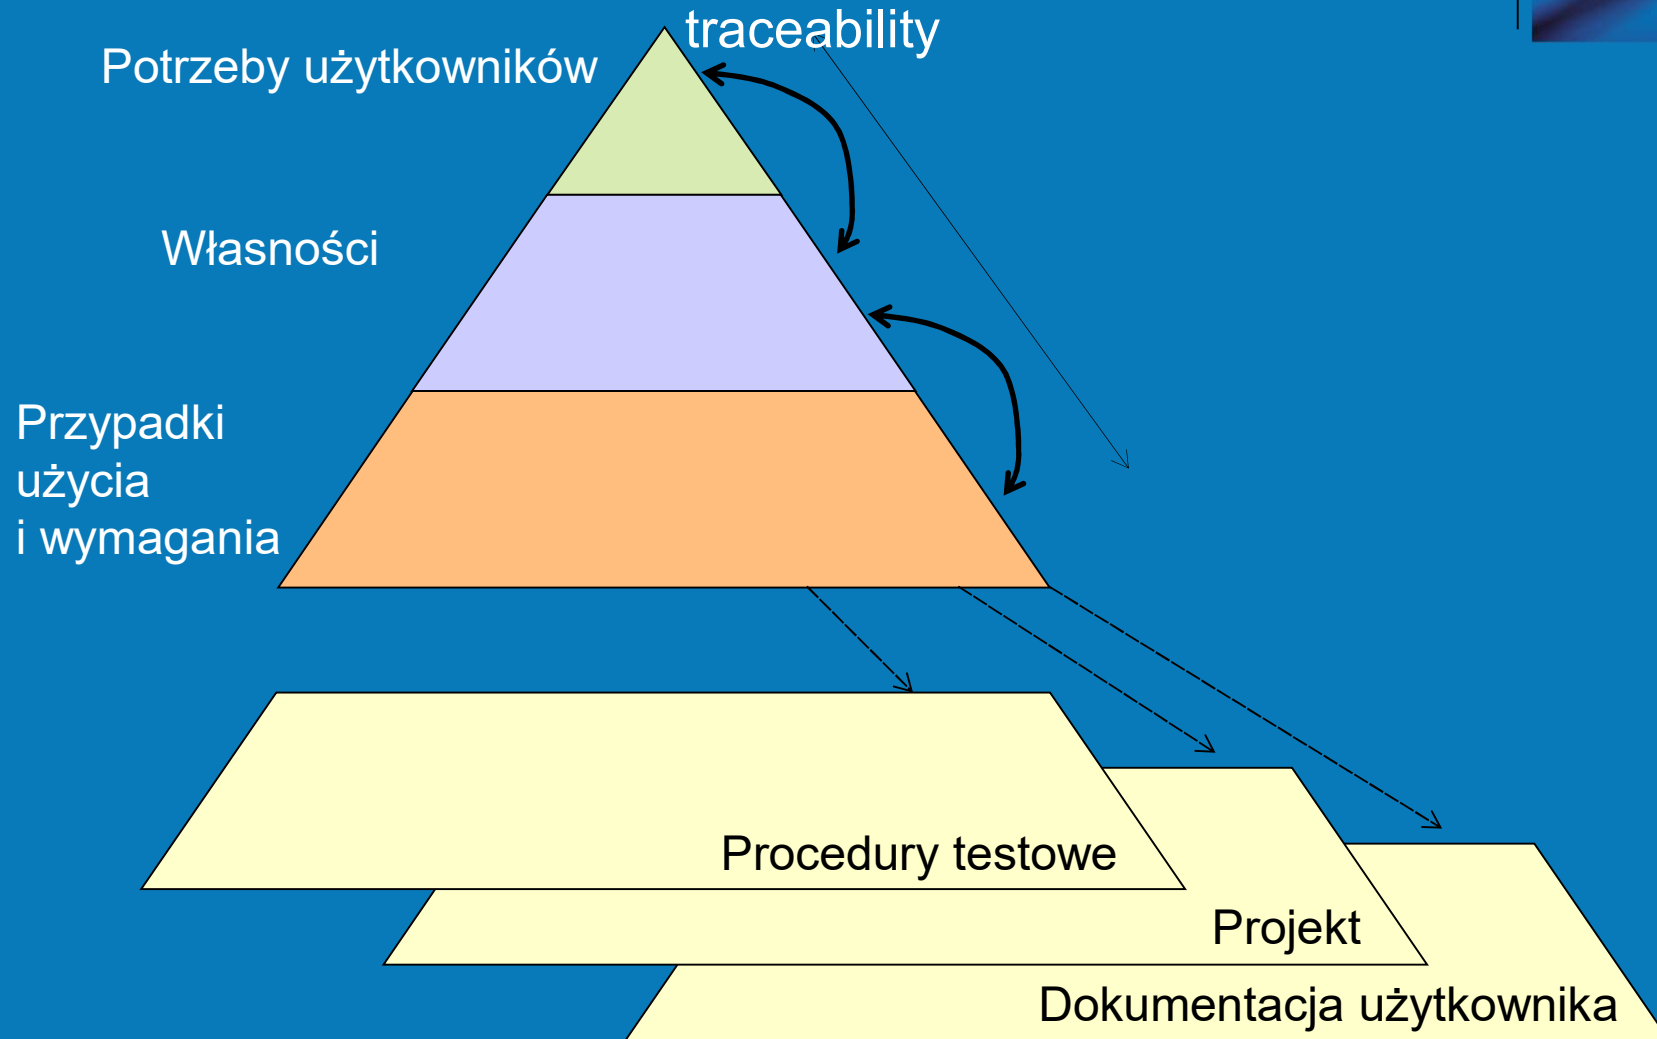 traceability
Potrzeby użytkowników
Własności
Przypadki
użycia
i wymagania
Procedury testowe
Projekt
Dokumentacja użytkownika